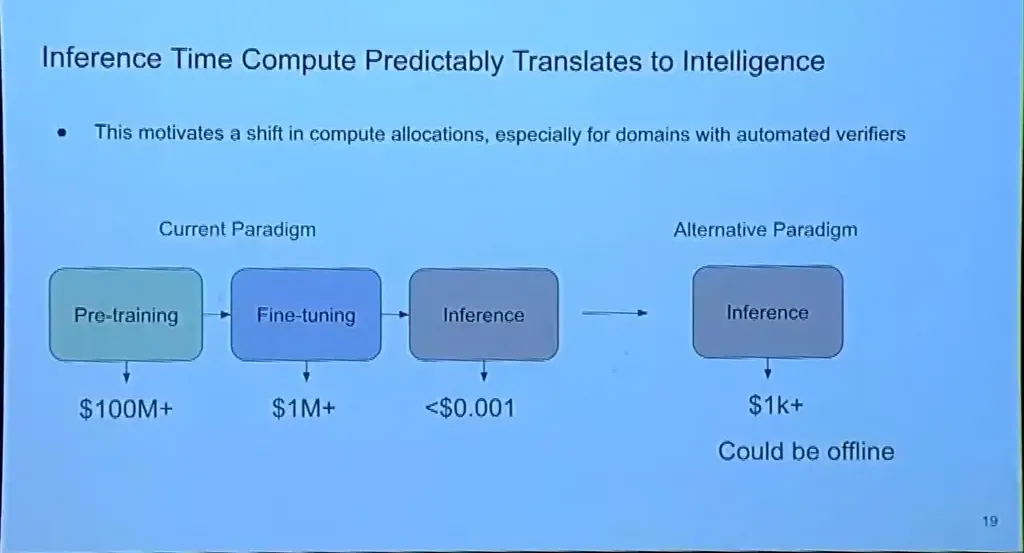 Inference Time Compute Predictably Translates to Intelligence
● This motivates a shift in compute allocations, especially for domains with automated verifiers
Current Paradigm
Alternative Paradigm
Pre-training
Fine-tuning
Inference
Inference
$100M+
$1M+
<$0.001
$1k+
Could be offline
19